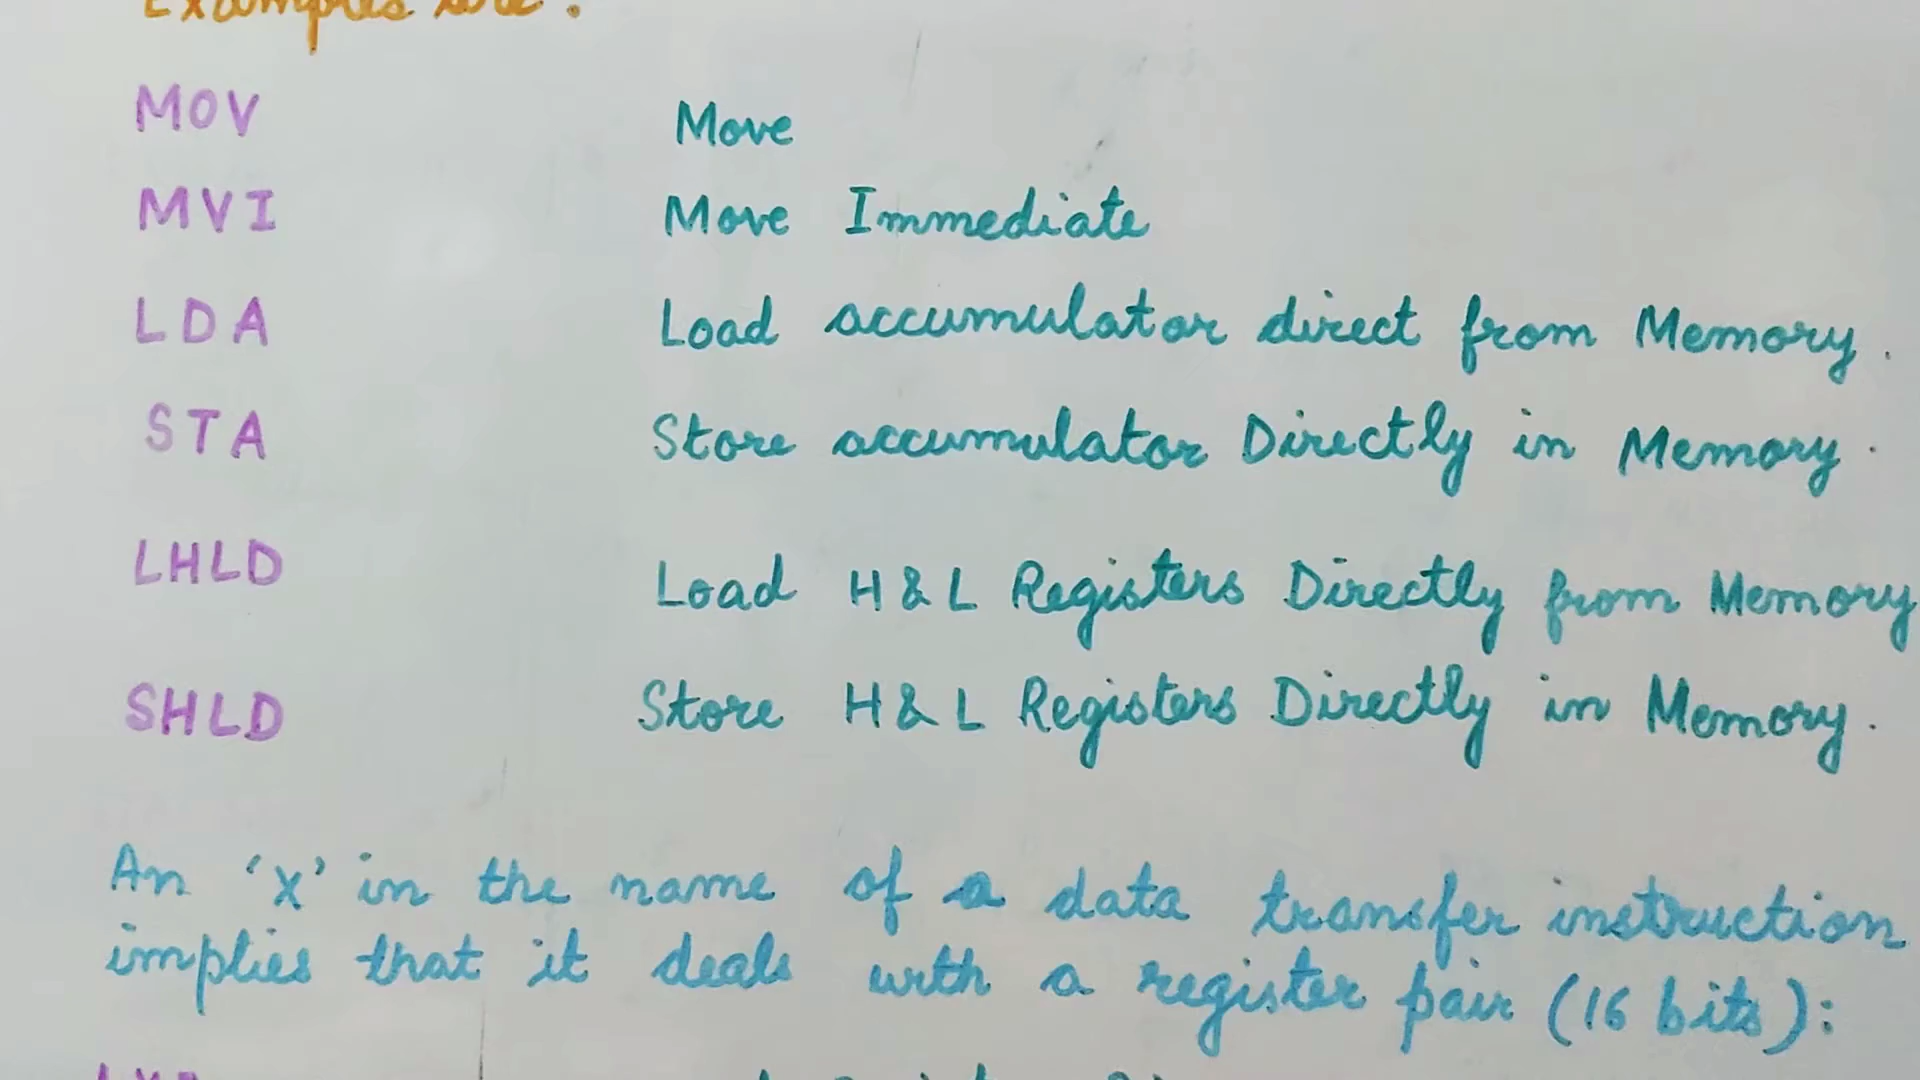 Examples are :
MOV Move
MVI Move Immediate
LDA Load accumulator direct from Memory.
STA Store accumulator Directly in Memory.
LHLD Load H & L Registers Directly from Memory
SHLD Store H & L Registers Directly in Memory.
An 'X' in the name of a data transfer instruction
implies that it deals with a register pair (16 bits):